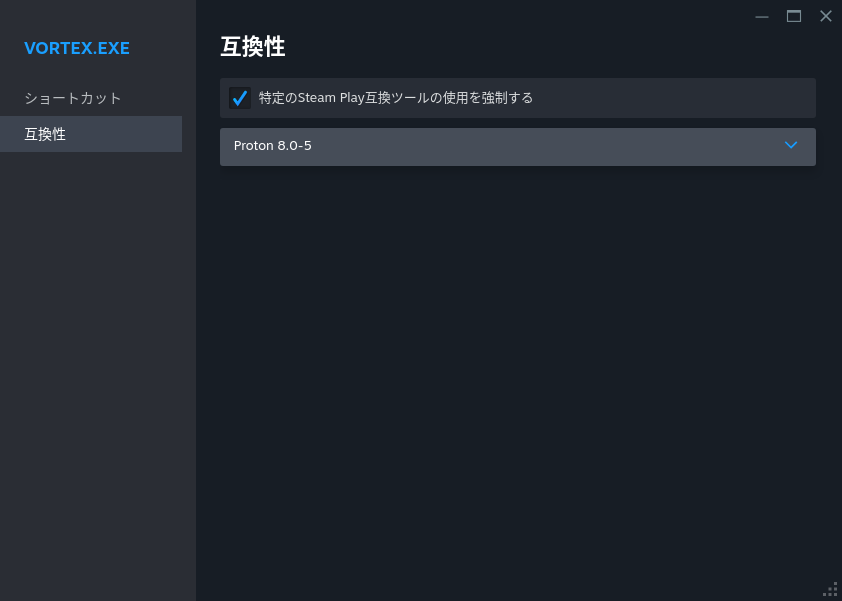 VORTEX.EXE
ショートカット
互換性
互換性
特定のSteam Play互換ツールの使用を強制する
Proton 8.0-5